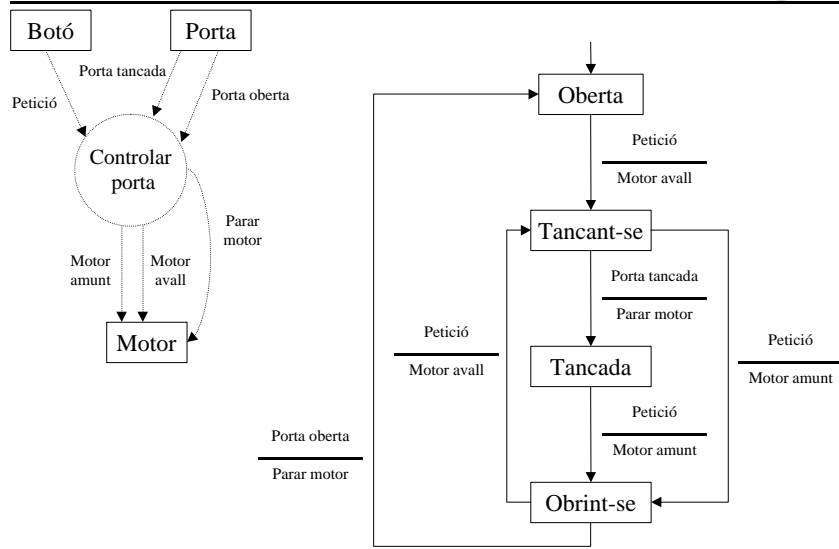 Botó
Porta
Porta tancada
Petició
Porta oberta
Controlar
porta
Parar
motor
Motor
amunt
Motor
avall
Motor
Oberta
Petició
Motor avall
Tancant-se
Porta tancada
Parar motor
Petició
Motor avall
Petició
Motor amunt
Tancada
Petició
Motor amunt
Porta oberta
Parar motor
Obrint-se